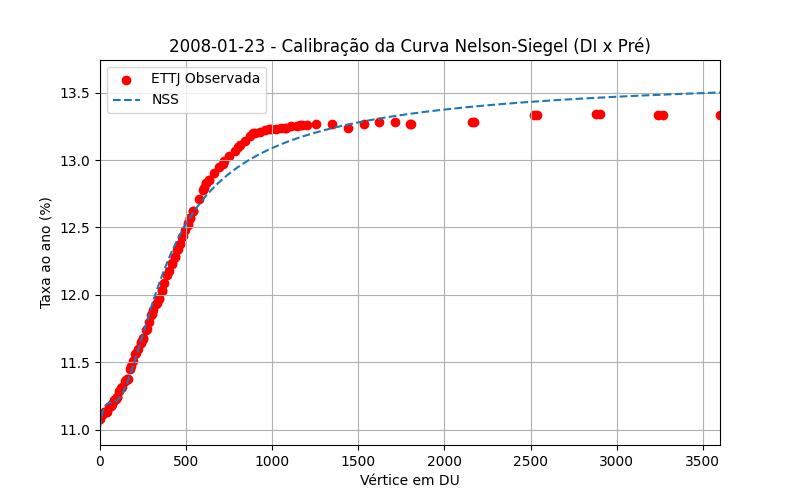 2008-01-23 - Calibração da Curva Nelson-Siegel (DI x Pré)
ETTJ Observada
NSS
Taxa ao ano (%)
13.5
13.0
12.5
12.0
11.5
11.0
0 500 1000 1500 2000 2500 3000 3500
Vértice em DU